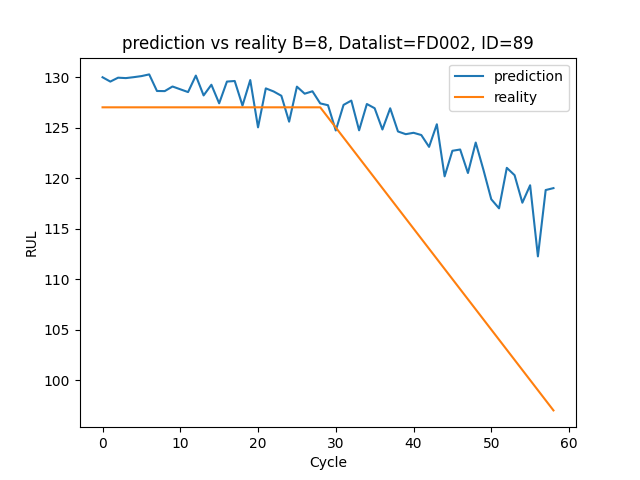 prediction vs reality B=8, Datalist=FD002, ID=89
prediction
reality
RUL
130
125
120
115
110
105
100
0 10 20 30 40 50 60
Cycle